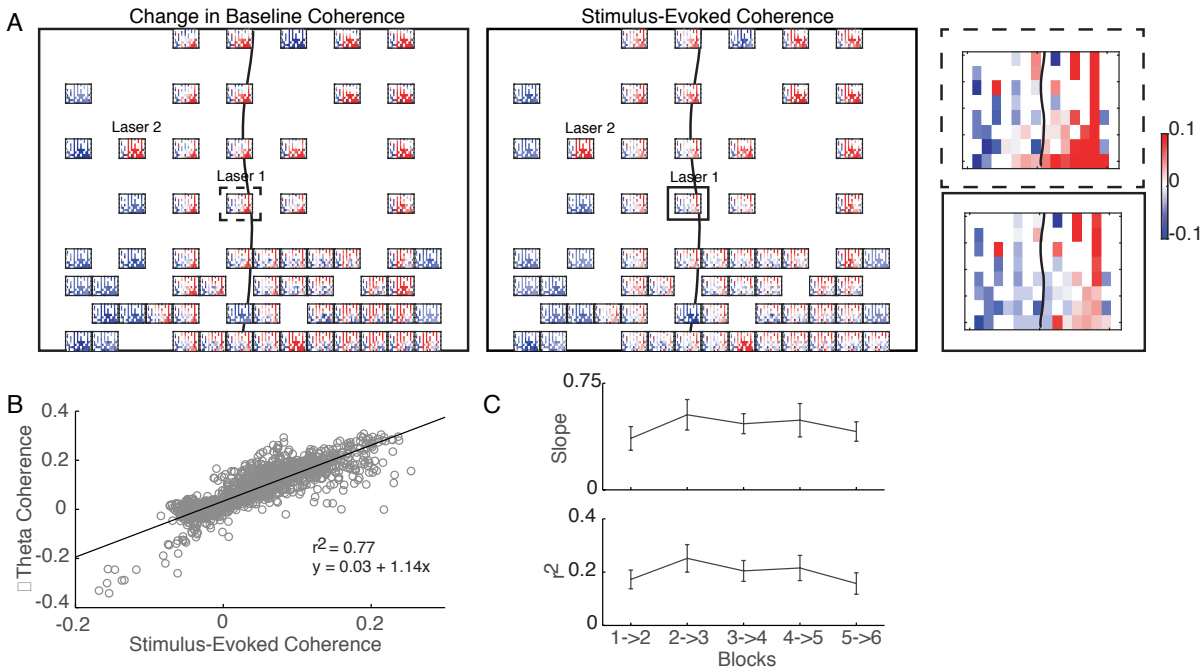 A
Change in Baseline Coherence
Stimulus-Evoked Coherence
Laser 2
Laser 1
Laser 2
Laser 1
0.1
0
-0.1
B
0.4
0.2
0
-0.2
-0.4
□Theta Coherence
r² = 0.77
y = 0.03 + 1.14x
-0.2
0
0.2
Stimulus-Evoked Coherence
C
0.75
0
Slope
0.4
0.2
0
r²
1->2
2->3
3->4
4->5
5->6
Blocks